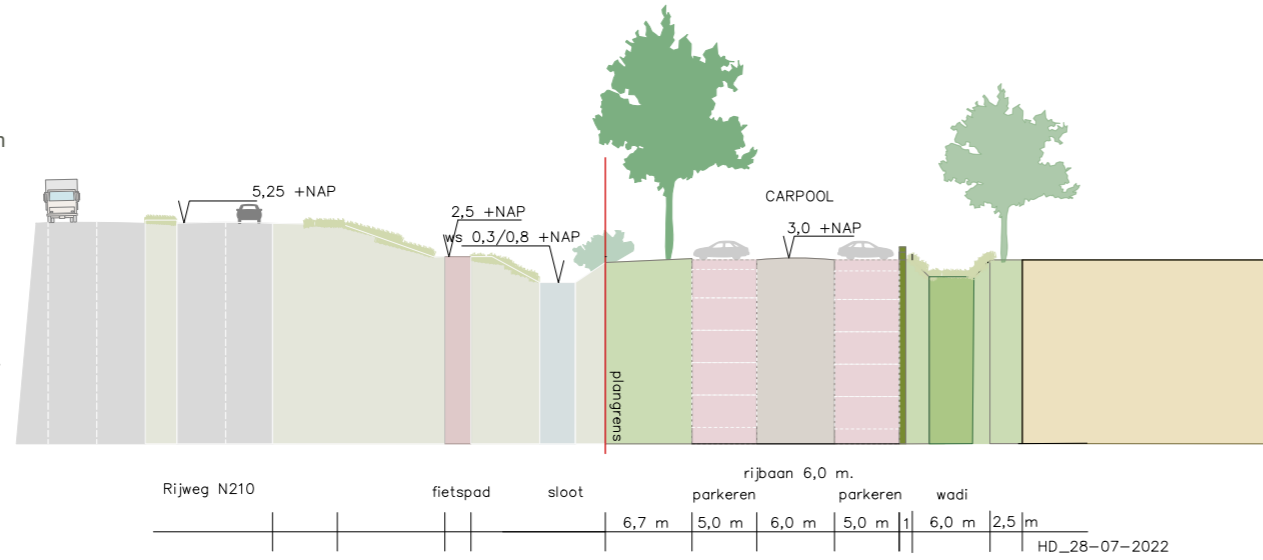 n
5,25 +NAP
2,5 +NAP
ws 0,3/0,8 +NAP
CARPOOL
3,0 +NAP
plangrens
rijbaan 6,0 m.
Rijweg N210
fietspad
sloot
parkeren
parkeren
wadi
6,7 m
5,0 m
6,0 m
5,0 m
1
6,0 m
2,5 m
HD_28-07-2022